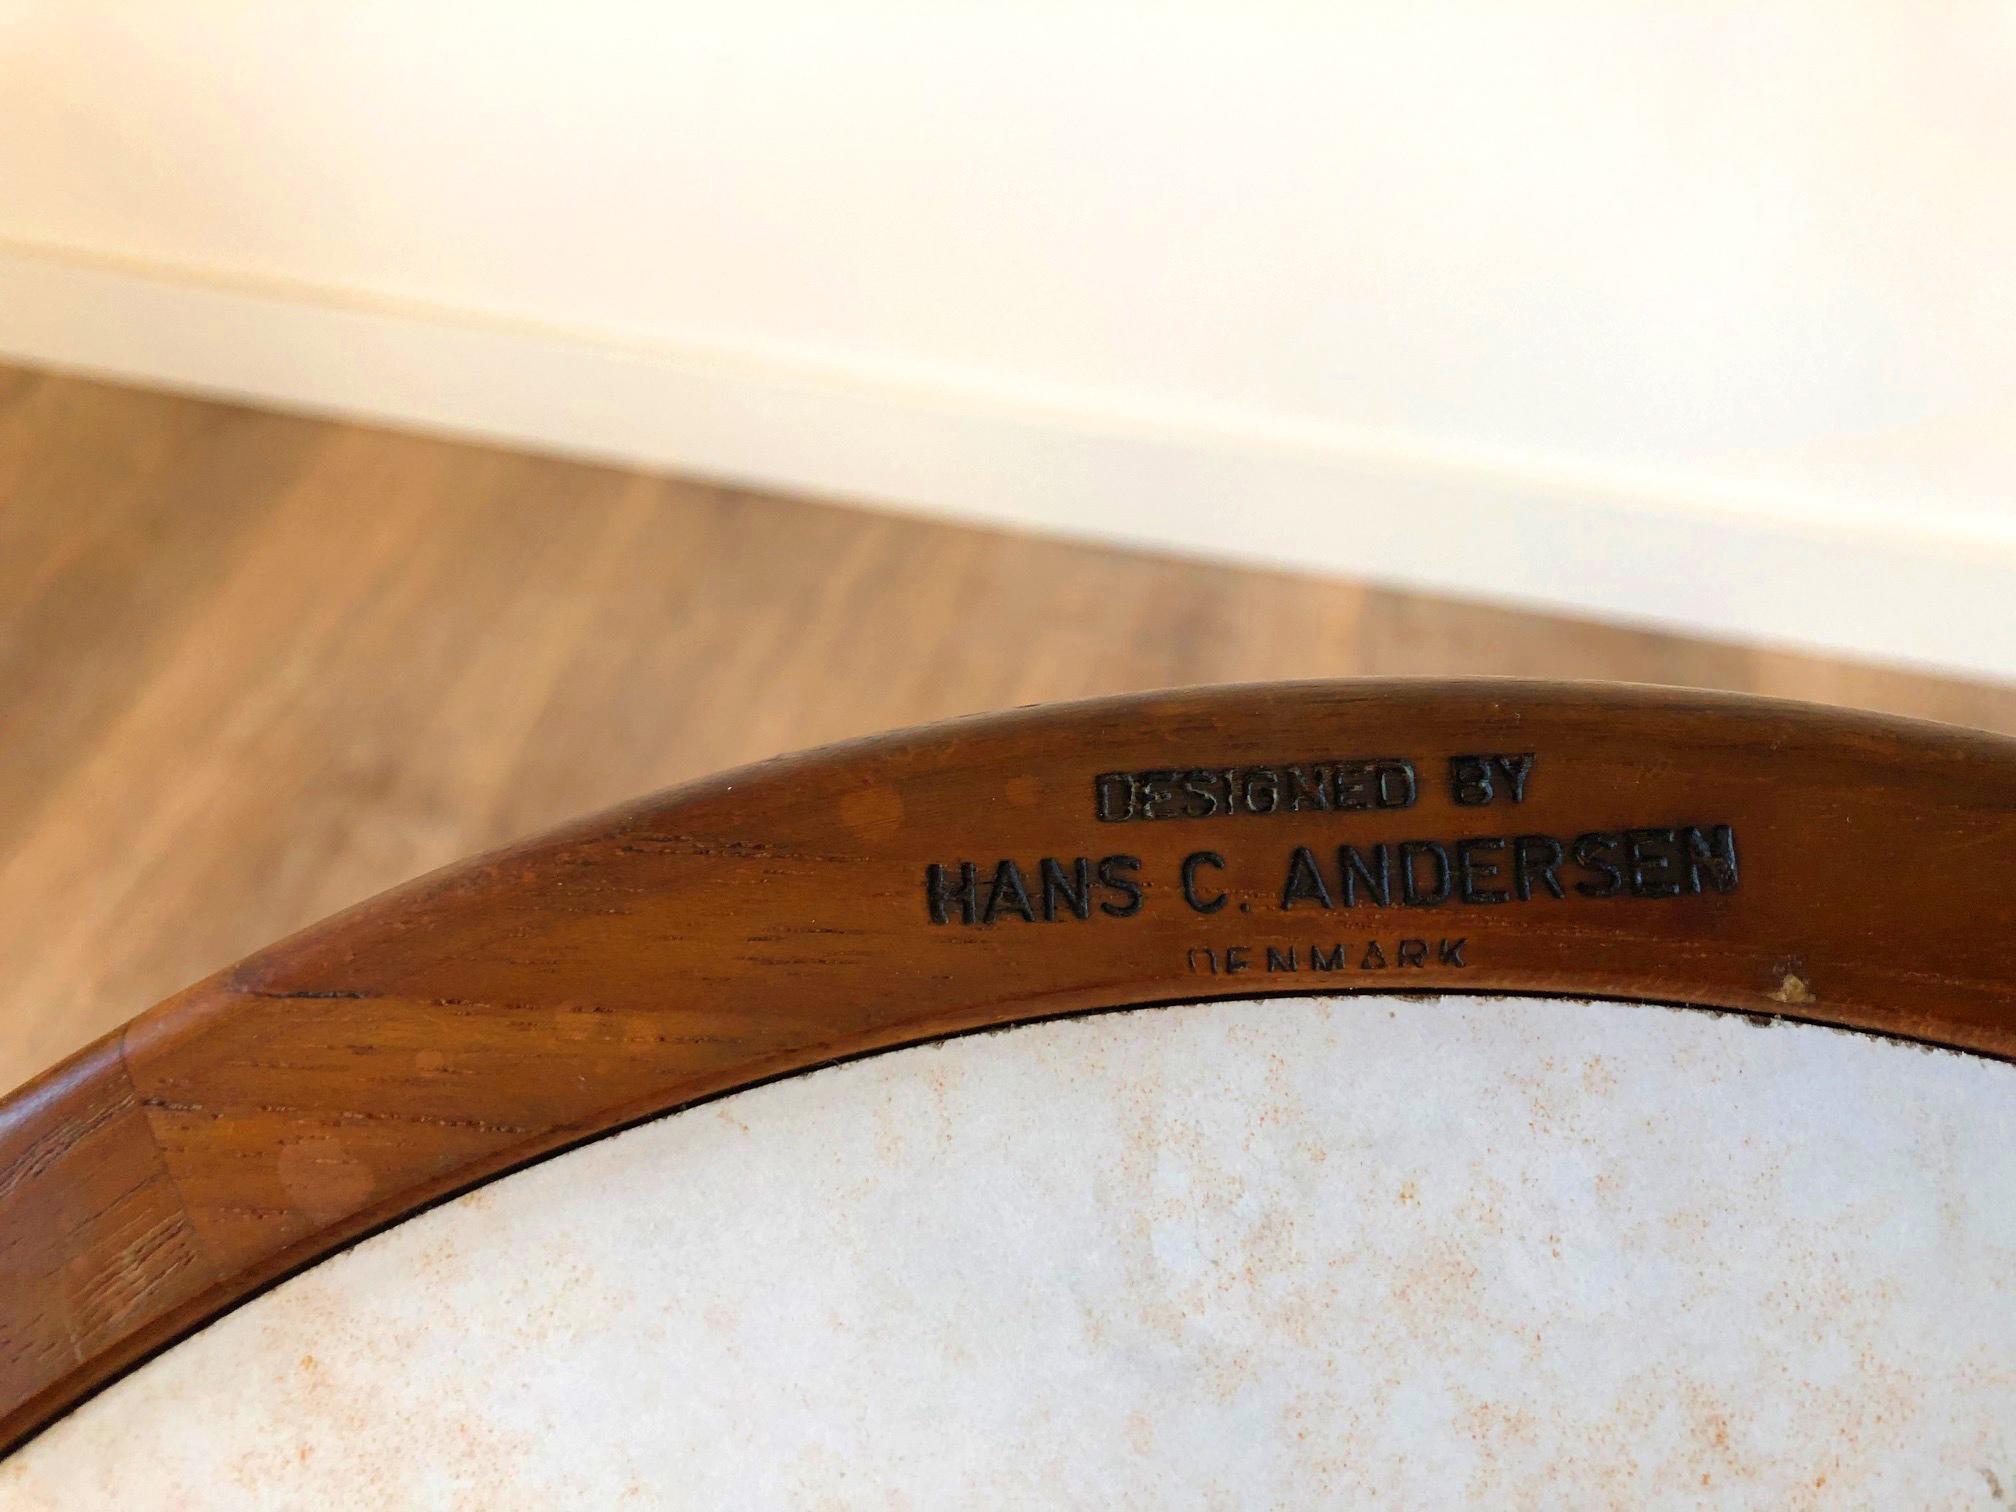 DESIGNED BY
HANS C. ANDERSEN
DENMARK